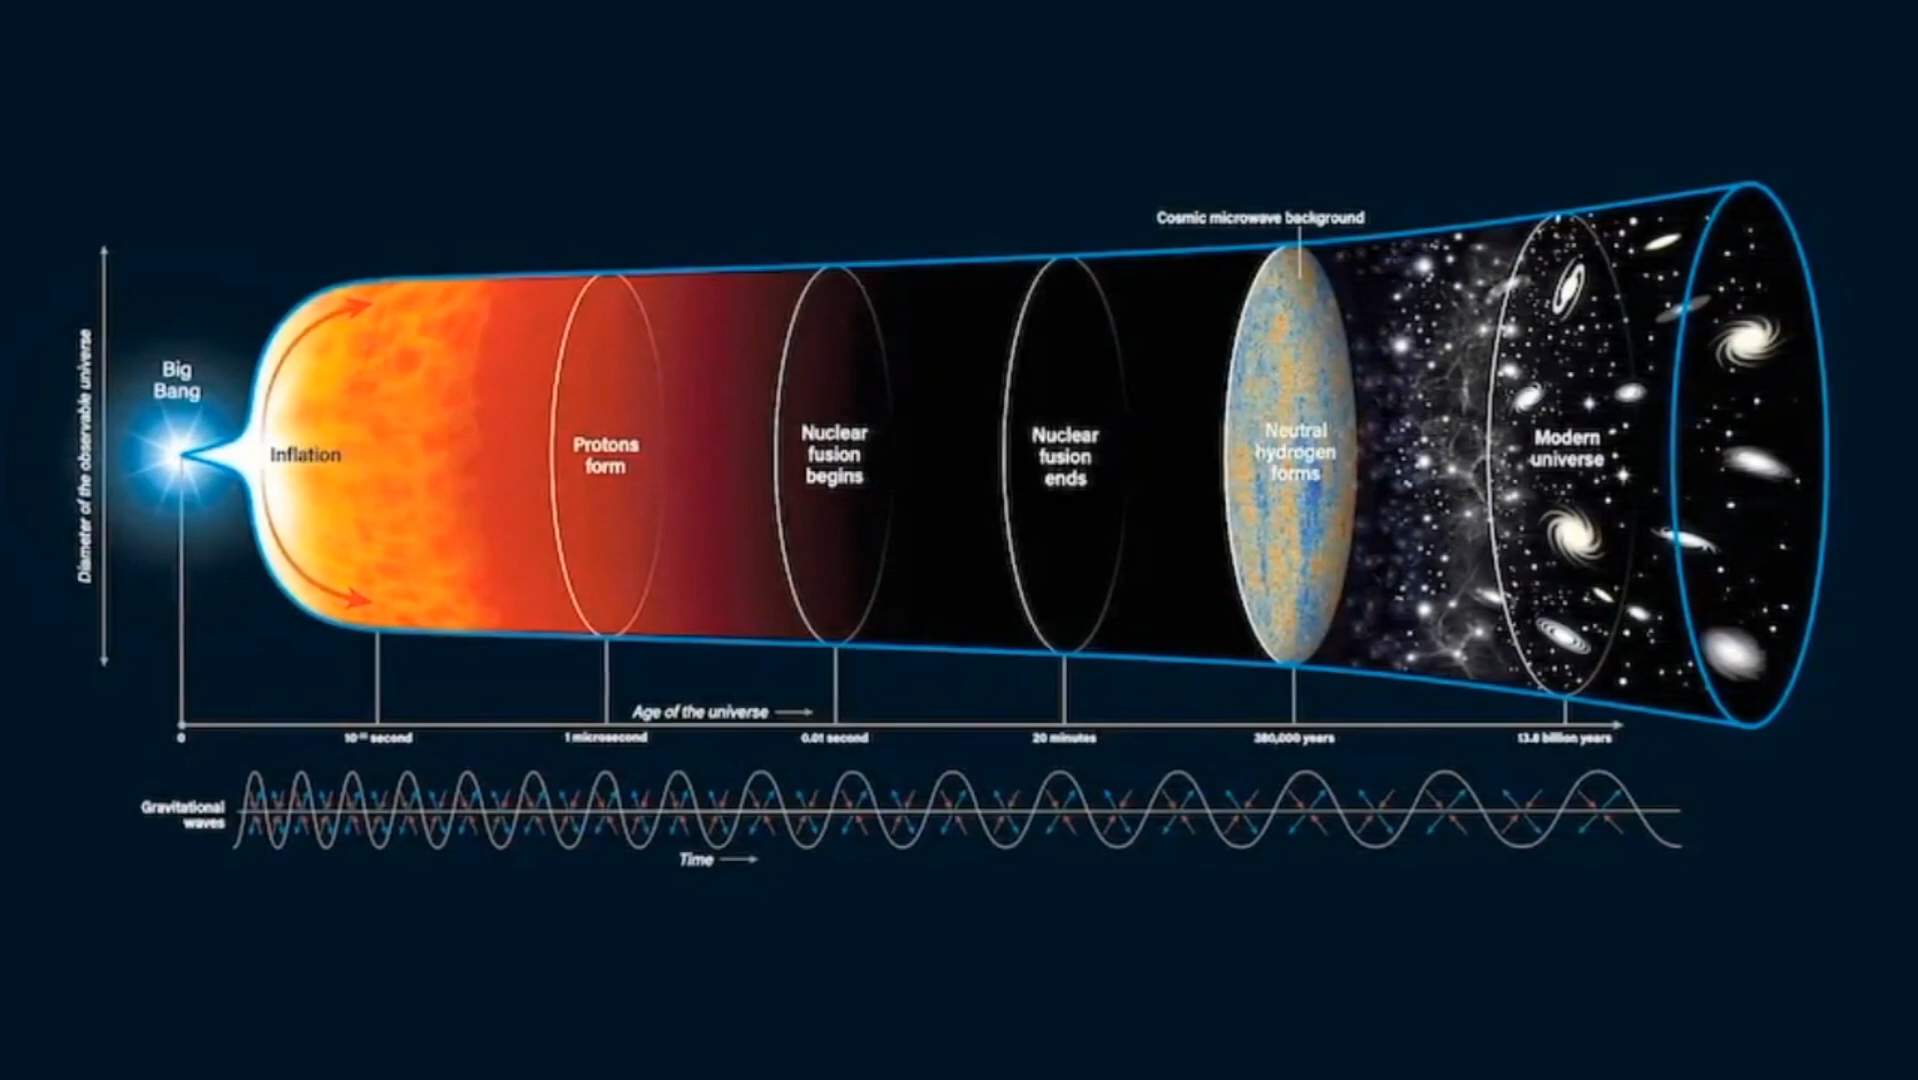 Cosmic microwave background
Diameter of the observable universe
Big
Bang
Inflation
Protons
form
Nuclear
fusion
begins
Nuclear
fusion
ends
Neutral
hydrogen
forms
Modern
universe
Age of the universe
0
second
1 microsecond
0.01 second
20 minutes
380,000 years
13.8 billion years
Gravitational
waves
Time